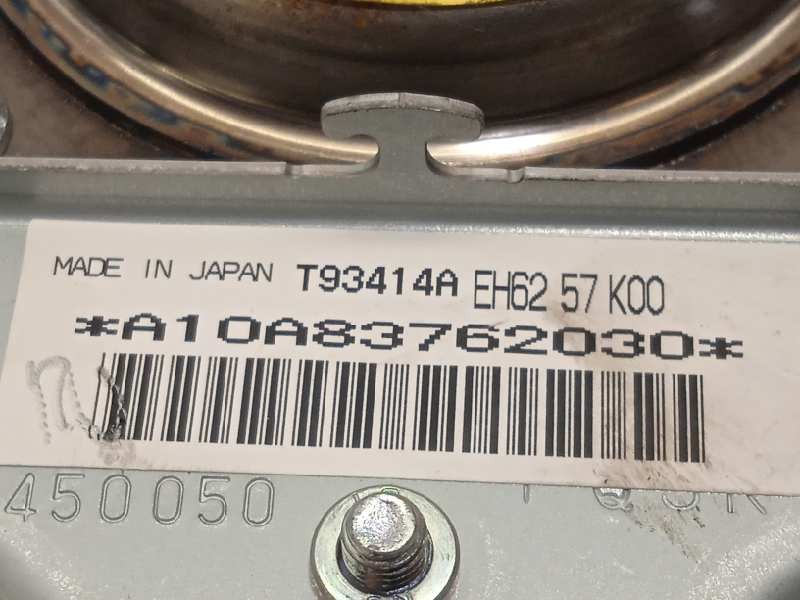 MADE IN JAPAN T93414A EH62 57 K00
*A10A83762030*
450050